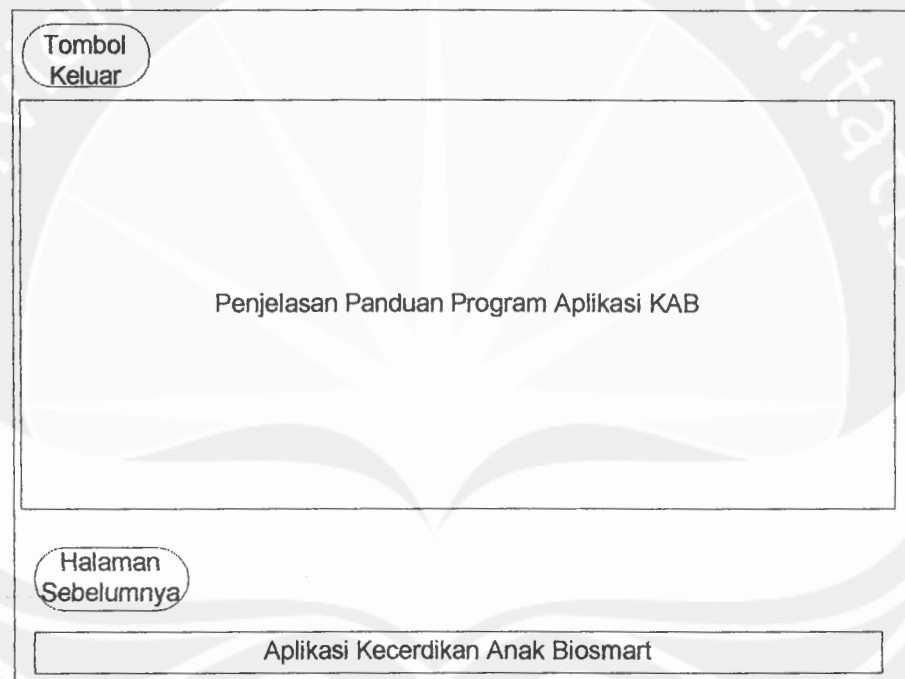 Tombol
Keluar
Penjelasan Panduan Program Aplikasi KAB
Halaman
Sebelumnya
Aplikasi Kecerdikan Anak Biosmart